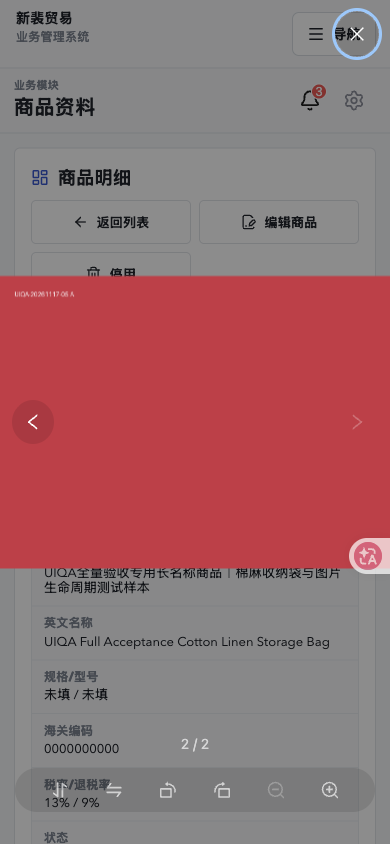 新裴贸易
业务管理系统
导航
业务模块
商品资料
3
商品明细
返回列表
编辑商品
停用
UIQA 20261117-06 A
UIQA全量验收专用长名称商品｜棉麻收纳袋与图片
生命周期测试样本
英文名称
UIQA Full Acceptance Cotton Linen Storage Bag
规格/型号
未填 / 未填
海关编码
0000000000
2 / 2
税率/退税率
13% / 9%
状态